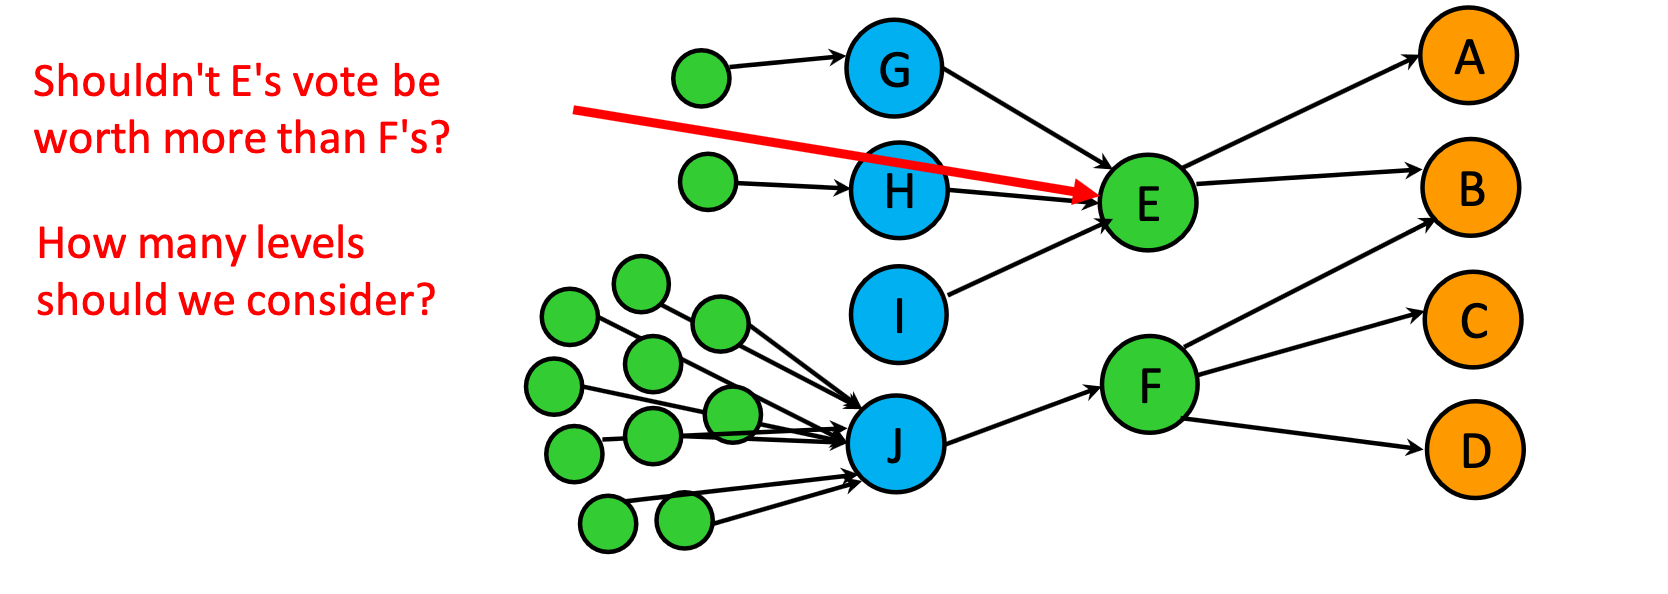 Shouldn't E's vote be
worth more than F's?
How many levels
should we consider?
G
H
I
J
E
F
A
B
C
D